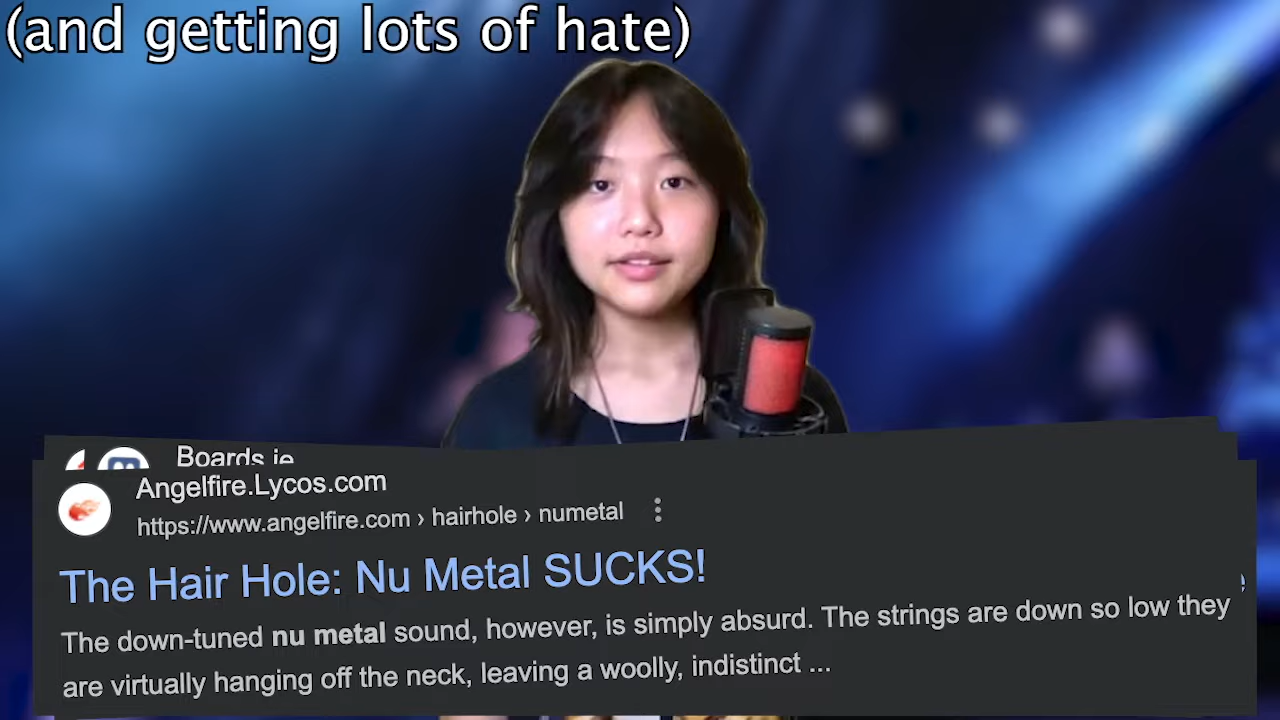 (and getting lots of hate)
Boards.ie
Angelfire.Lycos.com
https://www.angelfire.com › hairhole › numetal
The Hair Hole: Nu Metal SUCKS!
The down-tuned nu metal sound, however, is simply absurd. The strings are down so low they
are virtually hanging off the neck, leaving a woolly, indistinct ...